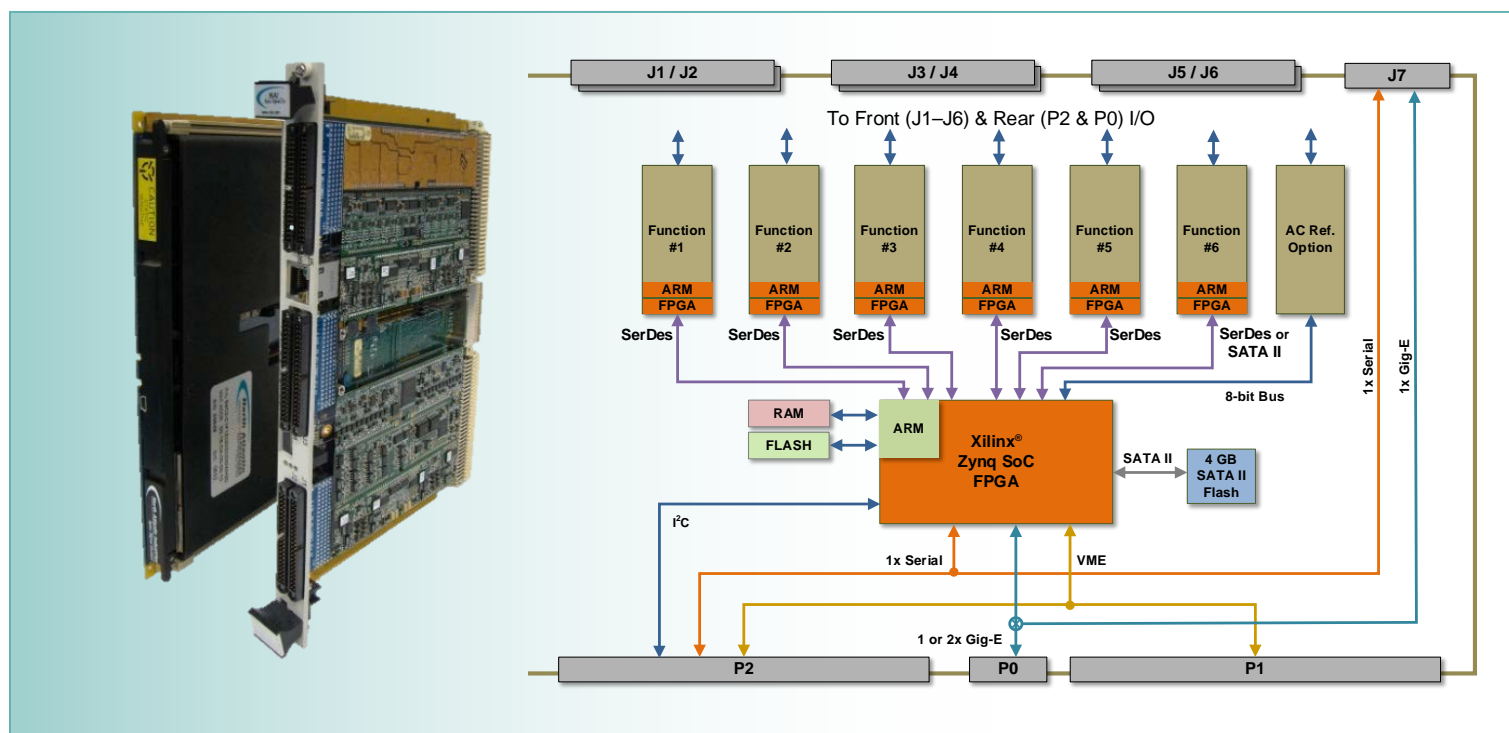 J1 / J2
J3 / J4
J5 / J6
J7
To Front (J1–J6) & Rear (P2 & P0) I/O
Function
#1
ARM
FPGA
Function
#2
ARM
FPGA
Function
#3
ARM
FPGA
Function
#4
ARM
FPGA
Function
#5
ARM
FPGA
Function
#6
ARM
FPGA
AC Ref.
Option
SerDes
SerDes
SerDes
SerDes
SerDes
SerDes or
SATA II
8-bit Bus
1x Serial
1x Gig-E
RAM
FLASH
ARM
Xilinx®
Zynq SoC
FPGA
SATA II
4 GB
SATA II
Flash
I²C
1x Serial
VME
1 or 2x Gig-E
P2
P0
P1
CAUTION
NAI